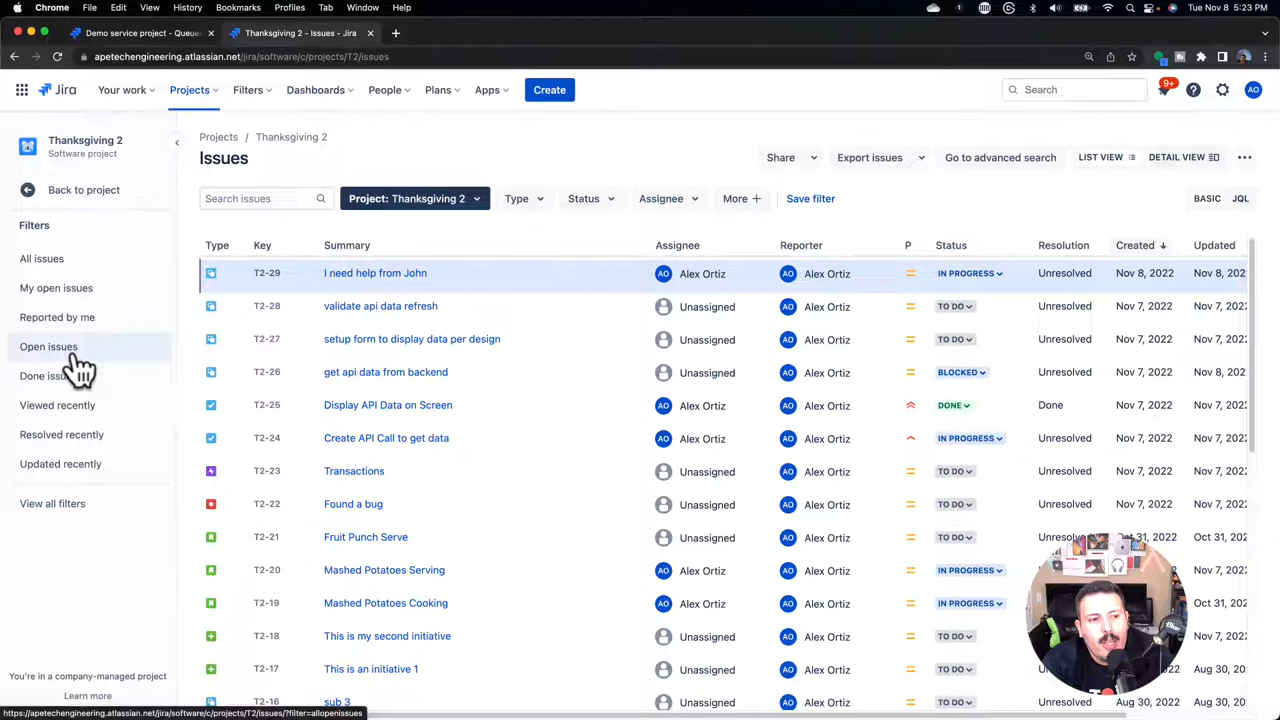 Chrome File Edit View History Bookmarks Profiles Tab Window Help Tue Nov 8 5:23 PM
Demo service project - Queue Thanksgiving 2 - Issues - Jira
apetechengineering.atlassian.net/jira/software/c/projects/T2/issues
Jira Your work Projects Filters Dashboards People Plans Apps Create Search 9+ AO
Thanksgiving 2
Software project
Back to project
Filters
All issues
My open issues
Reported by me
Open issues
Done issu
Viewed recently
Resolved recently
Updated recently
View all filters
You're in a company-managed project
Learn more
https://apetechengineering.atlassian.net/jira/software/c/projects/T2/issues/?filter=allopenissues
Projects / Thanksgiving 2
Issues
Share Export issues Go to advanced search LIST VIEW DETAIL VIEW
Search issues Project: Thanksgiving 2 Type Status Assignee More Save filter BASIC JQL
Type Key Summary Assignee Reporter P Status Resolution Created Updated
T2-29 I need help from John AO Alex Ortiz AO Alex Ortiz IN PROGRESS Unresolved Nov 8, 2022 Nov 8, 202
T2-28 validate api data refresh Unassigned AO Alex Ortiz TO DO Unresolved Nov 7, 2022 Nov 7, 202
T2-27 setup form to display data per design Unassigned AO Alex Ortiz TO DO Unresolved Nov 7, 2022 Nov 7, 202
T2-26 get api data from backend Unassigned AO Alex Ortiz BLOCKED Unresolved Nov 7, 2022 Nov 8, 202
T2-25 Display API Data on Screen AO Alex Ortiz AO Alex Ortiz DONE Done Nov 7, 2022 Nov 7, 202
T2-24 Create API Call to get data AO Alex Ortiz AO Alex Ortiz IN PROGRESS Unresolved Nov 7, 2022 Nov 7, 202
T2-23 Transactions Unassigned AO Alex Ortiz TO DO Unresolved Nov 7, 2022 Nov 7, 202
T2-22 Found a bug Unassigned AO Alex Ortiz TO DO Unresolved Nov 7, 2022 Nov 7, 202
T2-21 Fruit Punch Serve Unassigned AO Alex Ortiz TO DO Unresolved Oct 31, 2022 Oct 31, 202
T2-20 Mashed Potatoes Serving AO Alex Ortiz AO Alex Ortiz IN PROGRESS Oct 31, 202
T2-19 Mashed Potatoes Cooking AO Alex Ortiz AO Alex Ortiz IN PROGRESS Oct 31, 202
T2-18 This is my second initiative Unassigned AO Alex Ortiz TO DO Nov 7, 202
T2-17 This is an initiative 1 Unassigned AO Alex Ortiz TO DO Aug 30, 202
T2-16 sub 3 Unassigned AO Alex Ortiz TO DO Unresolved Aug 30, 2022 Aug 30, 202